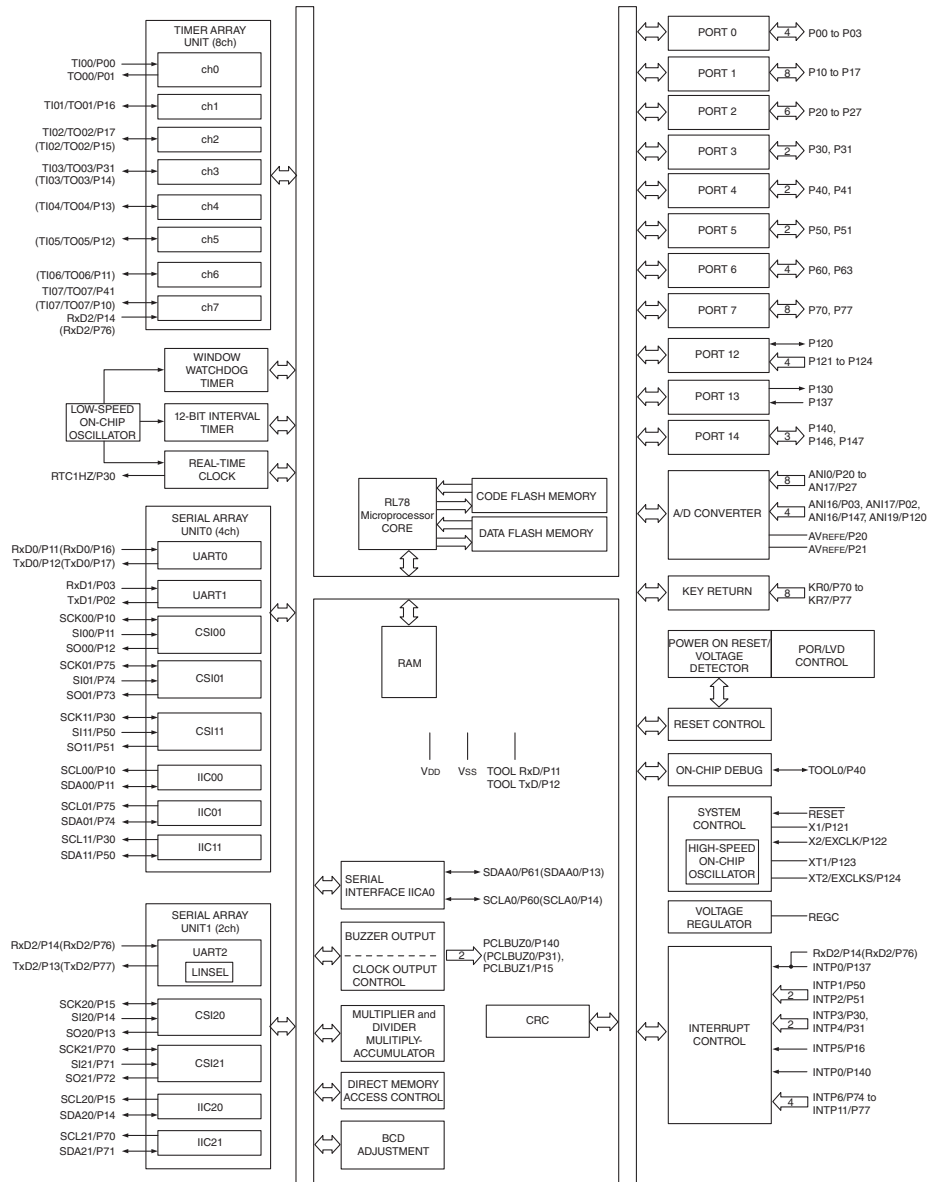 TIMER ARRAY
UNIT (8ch)
TI00/P00
TO00/P01
ch0
TI01/TO01/P16
ch1
TI02/TO02/P17
(TI02/TO02/P15)
ch2
TI03/TO03/P31
(TI03/TO03/P14)
ch3
(TI04/TO04/P13)
ch4
(TI05/TO05/P12)
ch5
(TI06/TO06/P11)
ch6
TI07/TO07/P41
(TI07/TO07/P10)
RxD2/P14
(RxD2/P76)
ch7
WINDOW
WATCHDOG
TIMER
LOW-SPEED
ON-CHIP
OSCILLATOR
12-BIT INTERVAL
TIMER
RTC1HZ/P30
REAL-TIME
CLOCK
SERIAL ARRAY
UNIT0 (4ch)
RxD0/P11(RxD0/P16)
TxD0/P12(TxD0/P17)
UART0
RxD1/P03
TxD1/P02
UART1
SCK00/P10
SI00/P11
SO00/P12
CSI00
SCK01/P75
SI01/P74
SO01/P73
CSI01
SCK11/P30
SI11/P50
SO11/P51
CSI11
SCL00/P10
SDA00/P11
IIC00
SCL01/P75
SDA01/P74
IIC01
SCL11/P30
SDA11/P50
IIC11
SERIAL ARRAY
UNIT1 (2ch)
RxD2/P14(RxD2/P76)
TxD2/P13(TxD2/P77)
UART2
LINSEL
SCK20/P15
SI20/P14
SO20/P13
CSI20
SCK21/P70
SI21/P71
SO21/P72
CSI21
SCL20/P15
SDA20/P14
IIC20
SCL21/P70
SDA21/P71
IIC21
RL78
Microprocessor
CORE
CODE FLASH MEMORY
DATA FLASH MEMORY
RAM
VDD
VSS
TOOL RxD/P11
TOOL TxD/P12
SERIAL
INTERFACE IICA0
SDAA0/P61(SDAA0/P13)
SCLA0/P60(SCLA0/P14)
BUZZER OUTPUT
CLOCK OUTPUT
CONTROL
2
PCLBUZ0/P140
(PCLBUZ0/P31),
PCLBUZ1/P15
MULTIPLIER and
DIVIDER
MULITIPLY-
ACCUMULATOR
CRC
DIRECT MEMORY
ACCESS CONTROL
BCD
ADJUSTMENT
PORT 0
4
P00 to P03
PORT 1
8
P10 to P17
PORT 2
6
P20 to P27
PORT 3
2
P30, P31
PORT 4
2
P40, P41
PORT 5
2
P50, P51
PORT 6
4
P60, P63
PORT 7
8
P70, P77
PORT 12
P120
4
P121 to P124
PORT 13
P130
P137
PORT 14
3
P140,
P146, P147
A/D CONVERTER
8
ANI0/P20 to
AN17/P27
4
ANI16/P03, ANI17/P02,
ANI16/P147, ANI19/P120
AVREFE/P20
AVREFE/P21
KEY RETURN
8
KR0/P70 to
KR7/P77
POWER ON RESET/
VOLTAGE
DETECTOR
POR/LVD
CONTROL
RESET CONTROL
ON-CHIP DEBUG
TOOL0/P40
SYSTEM
CONTROL
HIGH-SPEED
ON-CHIP
OSCILLATOR
RESET
X1/P121
X2/EXCLK/P122
XT1/P123
XT2/EXCLKS/P124
VOLTAGE
REGULATOR
REGC
INTERRUPT
CONTROL
RxD2/P14(RxD2/P76)
INTP0/P137
2
INTP1/P50
INTP2/P51
2
INTP3/P30,
INTP4/P31
INTP5/P16
INTP0/P140
4
INTP6/P74 to
INTP11/P77